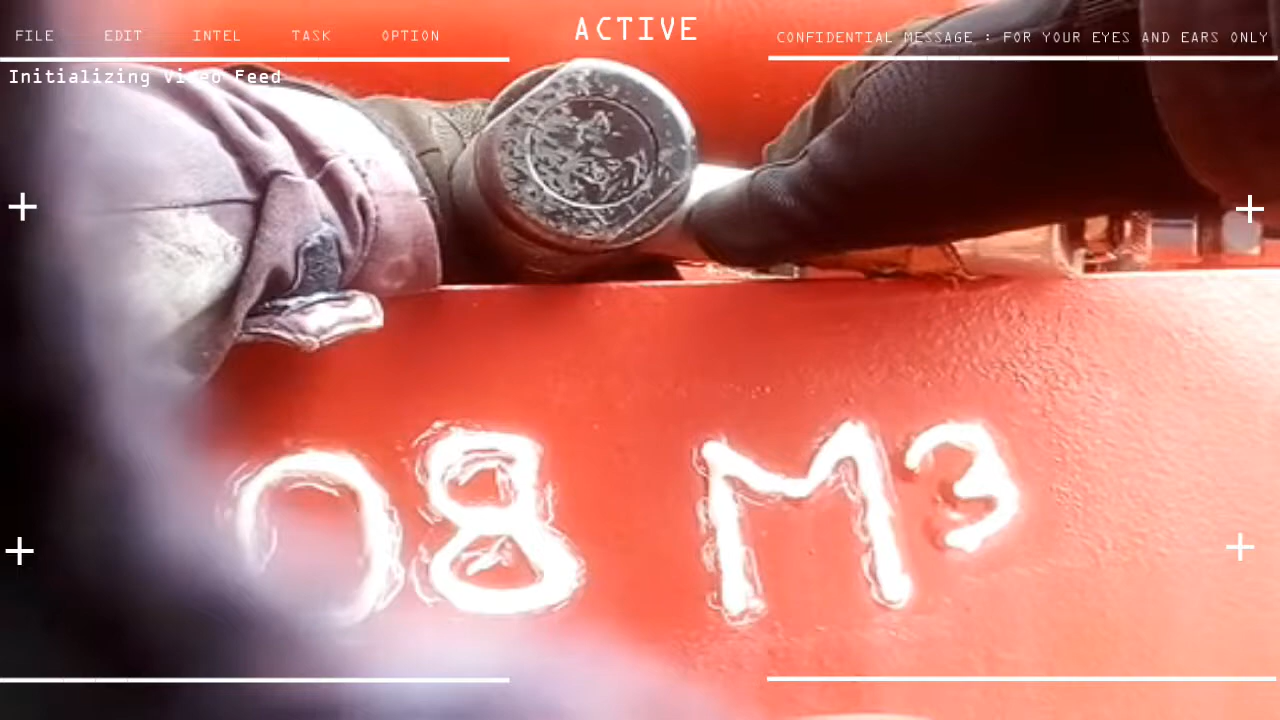 FILE EDIT INTEL TASK OPTION
ACTIVE
CONFIDENTIAL MESSAGE : FOR YOUR EYES AND EARS ONLY
Initializing video Feed
08 M³